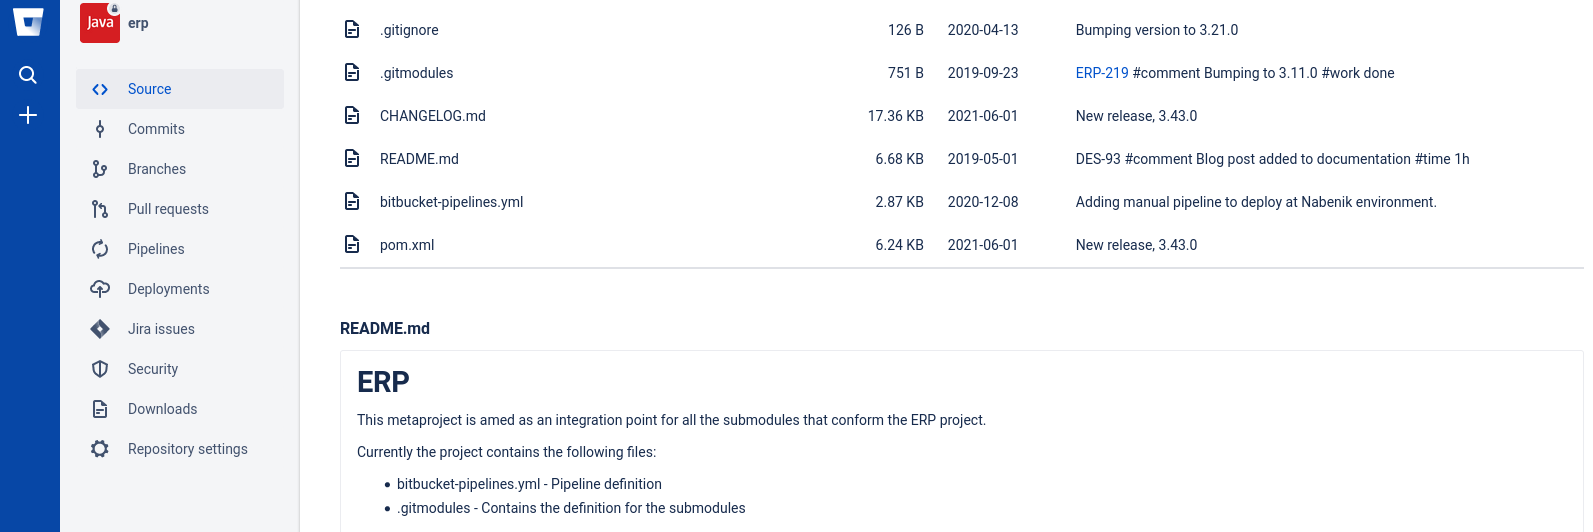 Java erp
Source
Commits
Branches
Pull requests
Pipelines
Deployments
Jira issues
Security
Downloads
Repository settings
.gitignore 126 B 2020-04-13 Bumping version to 3.21.0
.gitmodules 751 B 2019-09-23 ERP-219 #comment Bumping to 3.11.0 #work done
CHANGELOG.md 17.36 KB 2021-06-01 New release, 3.43.0
README.md 6.68 KB 2019-05-01 DES-93 #comment Blog post added to documentation #time 1h
bitbucket-pipelines.yml 2.87 KB 2020-12-08 Adding manual pipeline to deploy at Nabenik environment.
pom.xml 6.24 KB 2021-06-01 New release, 3.43.0
README.md
ERP
This metaproject is amed as an integration point for all the submodules that conform the ERP project.
Currently the project contains the following files:
• bitbucket-pipelines.yml - Pipeline definition
• .gitmodules - Contains the definition for the submodules